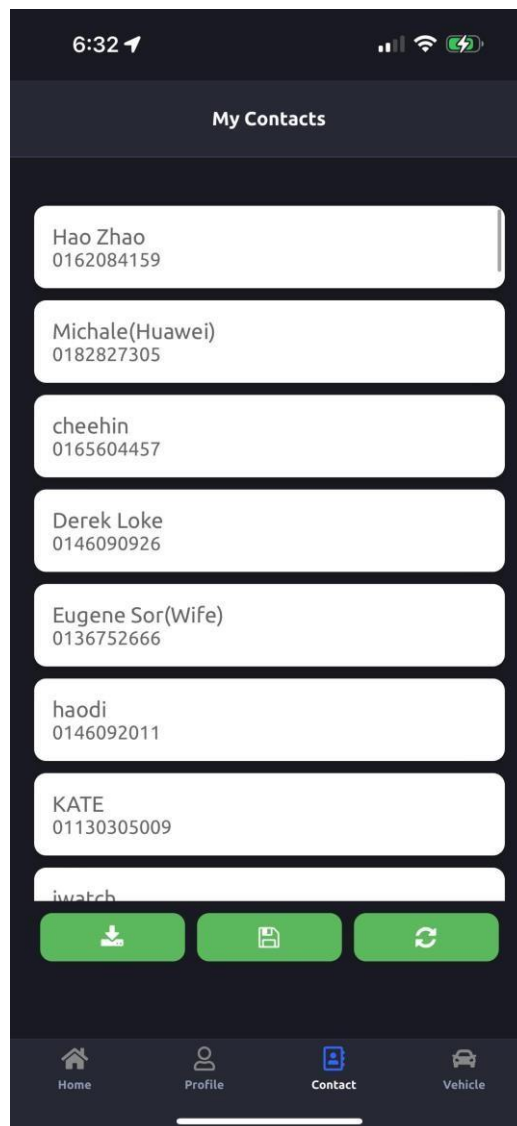 6:32
My Contacts
Hao Zhao
0162084159
Michale(Huawei)
0182827305
cheehin
0165604457
Derek Loke
0146090926
Eugene Sor(Wife)
0136752666
haodi
0146092011
KATE
01130305009
iwatch
Home
Profile
Contact
Vehicle